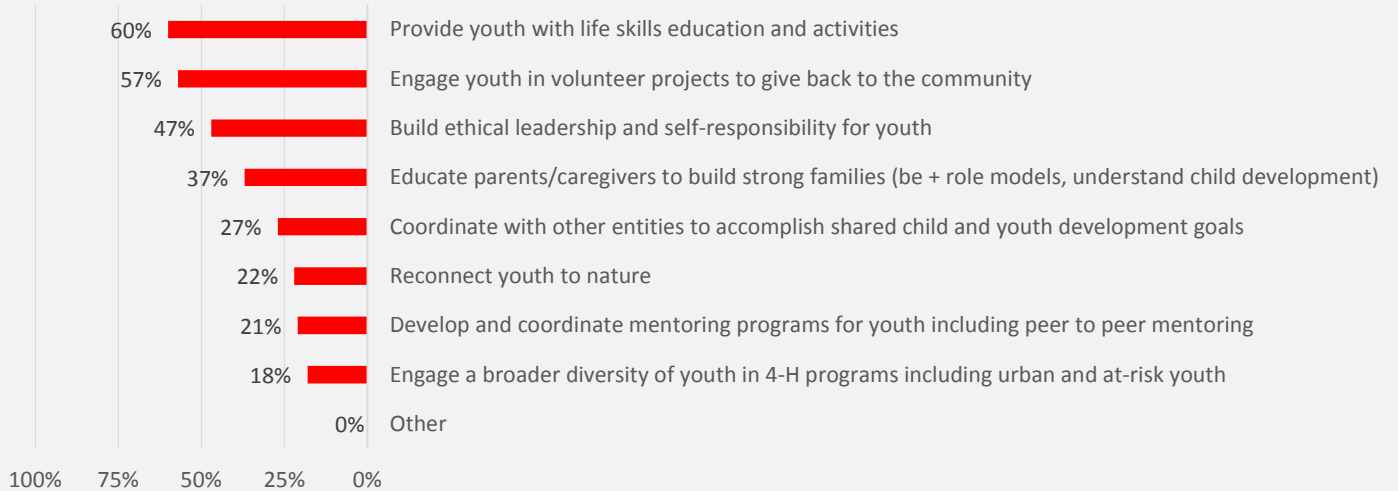 60% Provide youth with life skills education and activities
57% Engage youth in volunteer projects to give back to the community
47% Build ethical leadership and self-responsibility for youth
37% Educate parents/caregivers to build strong families (be + role models, understand child development)
27% Coordinate with other entities to accomplish shared child and youth development goals
22% Reconnect youth to nature
21% Develop and coordinate mentoring programs for youth including peer to peer mentoring
18% Engage a broader diversity of youth in 4-H programs including urban and at-risk youth
0% Other
100% 75% 50% 25% 0%